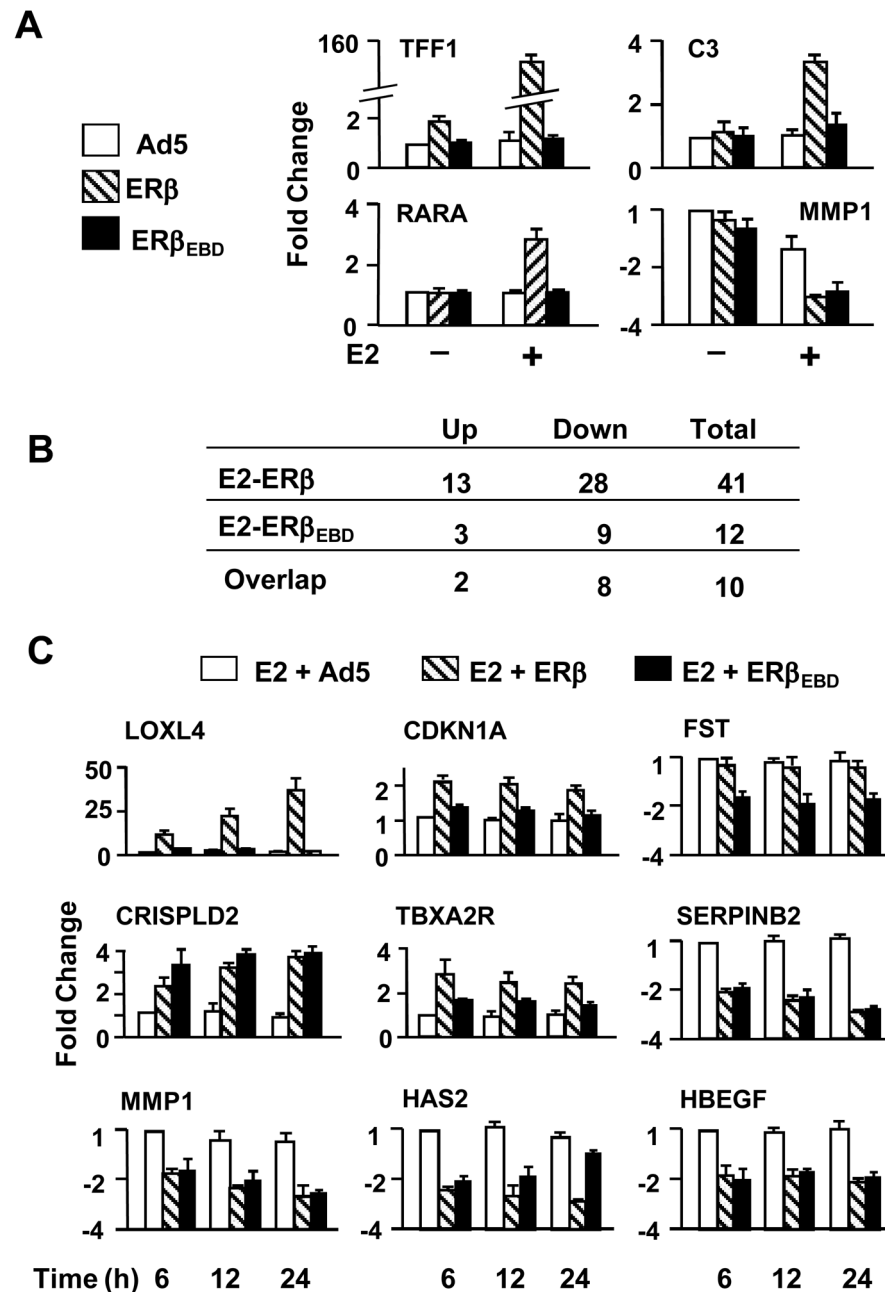 A
Ad5
ERβ
ERβEBD
Fold Change
TFF1
160
2
0
C3
4
2
0
RARA
4
2
0
MMP1
1
-2
-4
E2 − +
− +
B
Up Down Total
E2-ERβ 13 28 41
E2-ERβEBD 3 9 12
Overlap 2 8 10
C
E2 + Ad5 E2 + ERβ E2 + ERβEBD
Fold Change
LOXL4
50
25
0
CDKN1A
2
1
0
FST
1
-2
-4
CRISPLD2
4
2
0
TBXA2R
4
2
0
SERPINB2
1
-2
-4
MMP1
1
-2
-4
HAS2
1
-2
-4
HBEGF
1
-2
-4
Time (h) 6 12 24 6 12 24 6 12 24